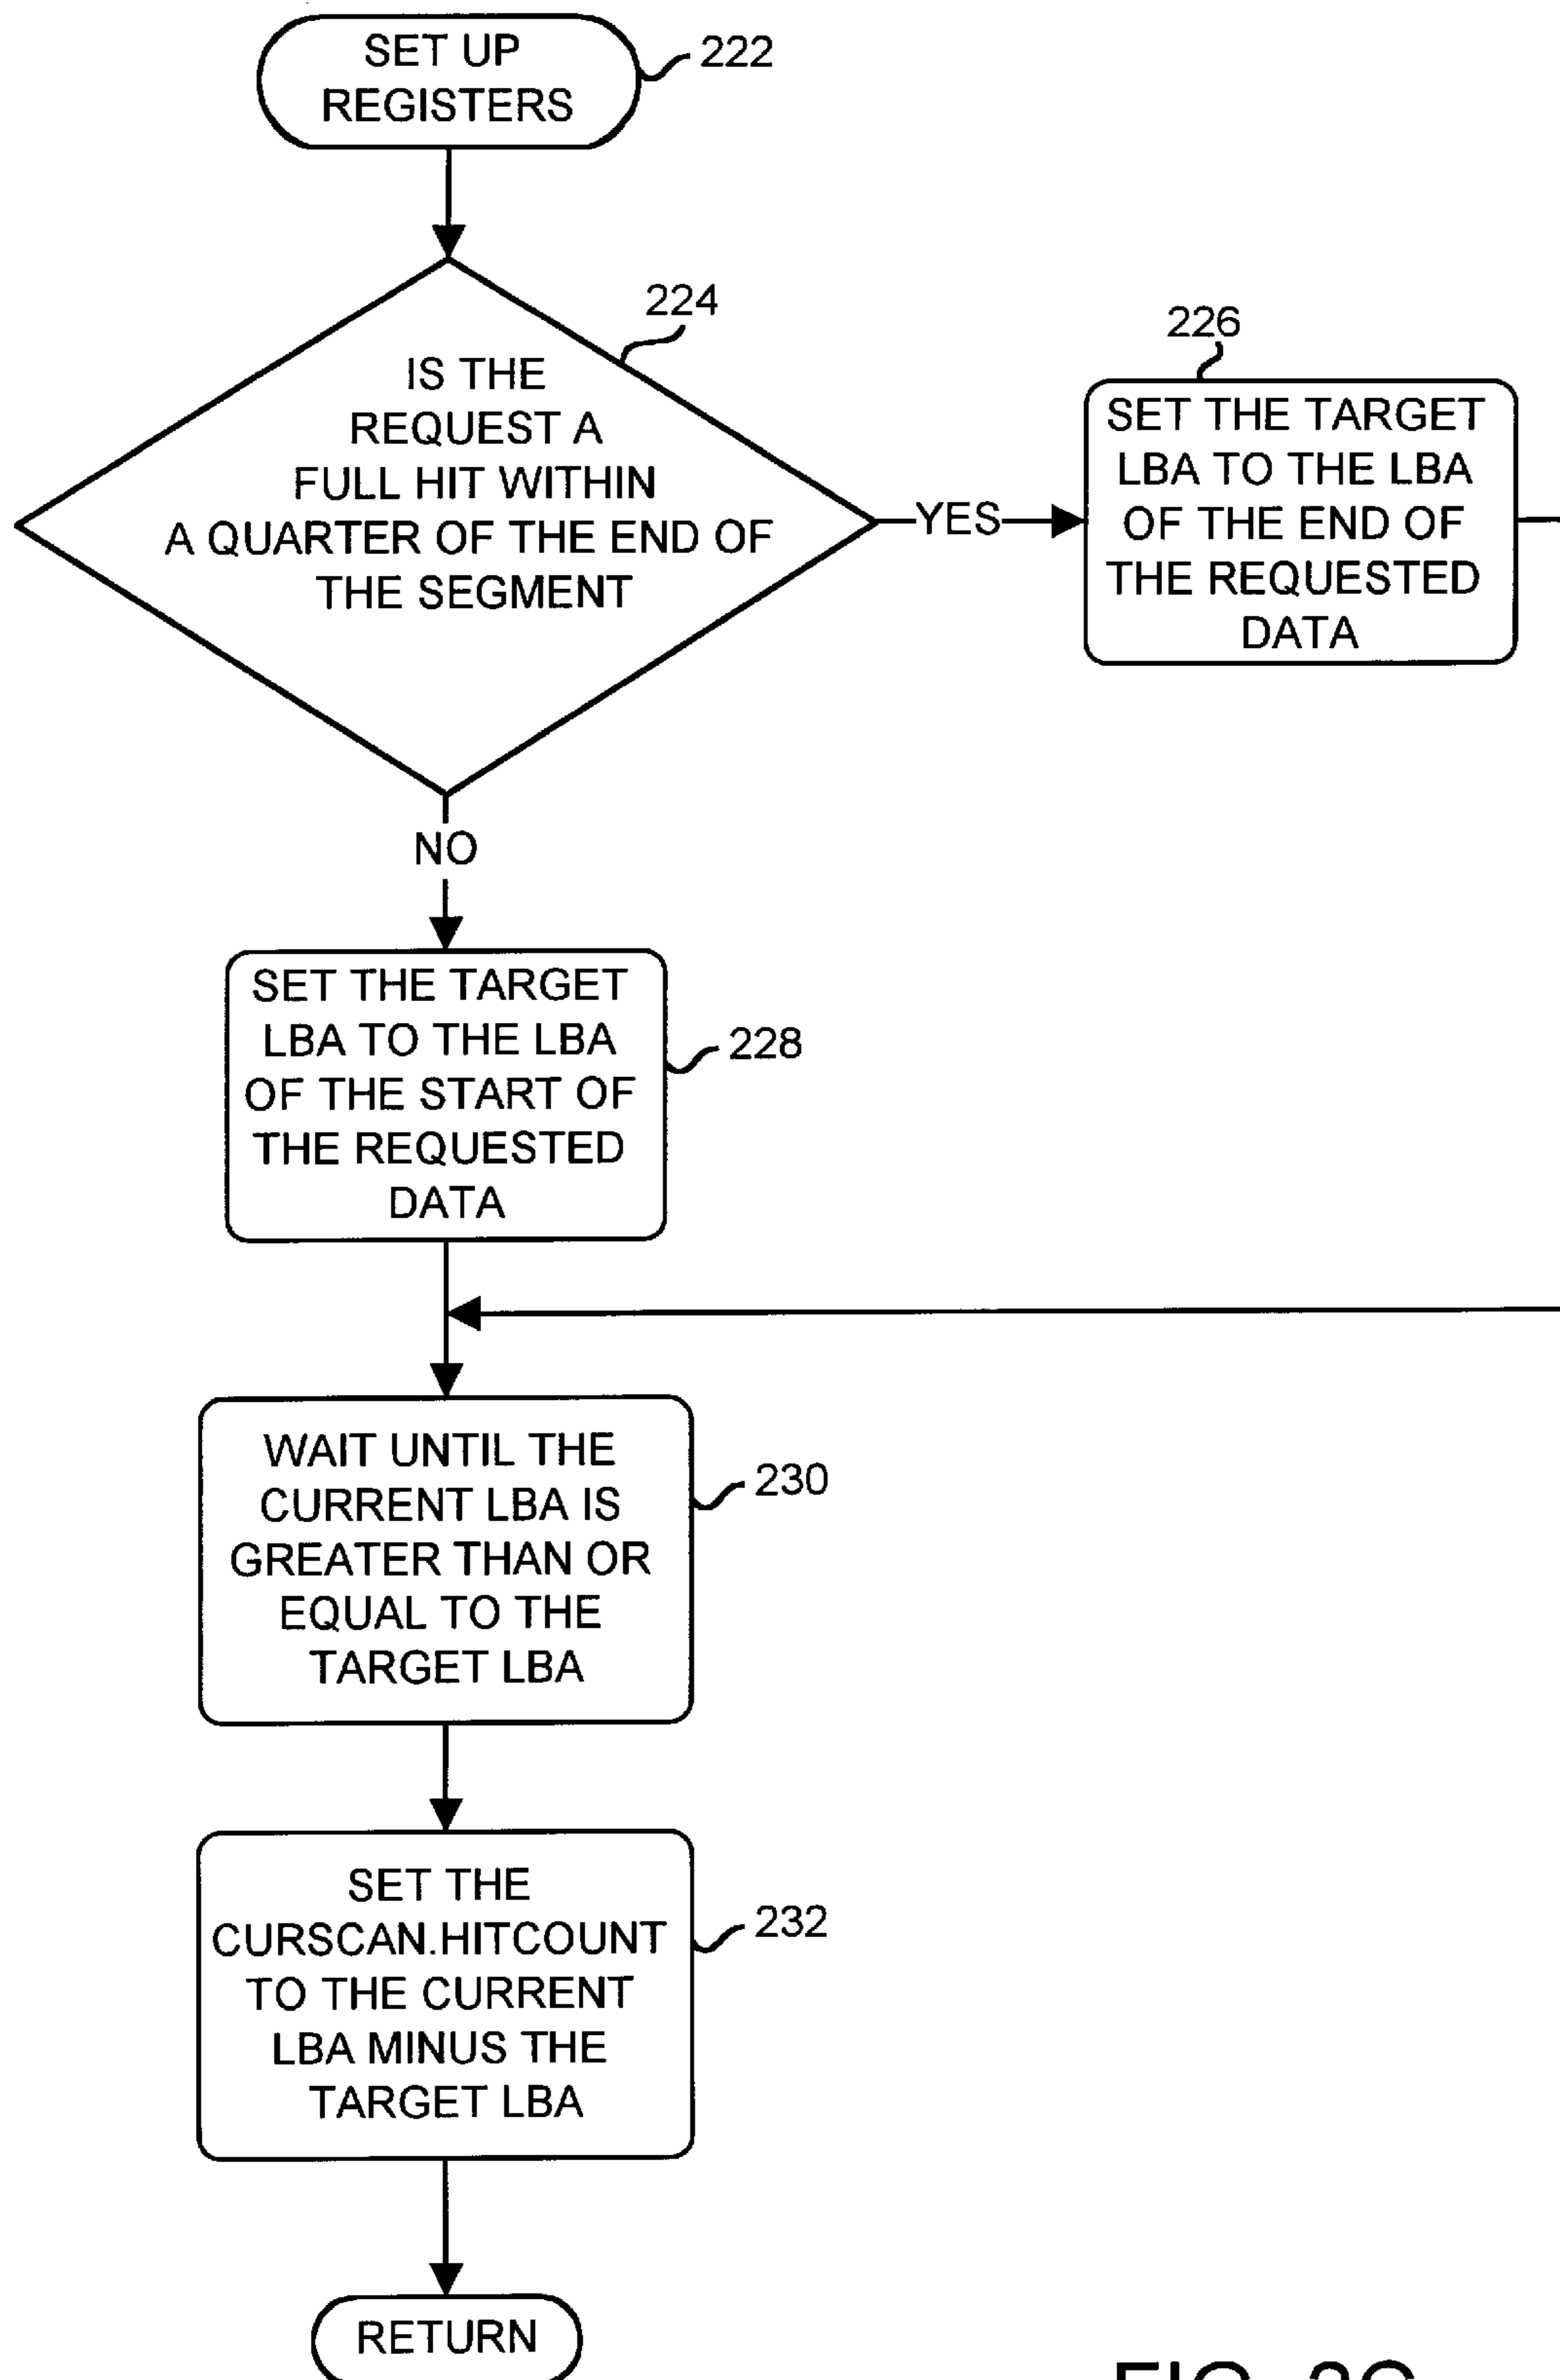 SET UP
REGISTERS
222
224
IS THE
REQUEST A
FULL HIT WITHIN
A QUARTER OF THE END OF
THE SEGMENT
YES
226
SET THE TARGET
LBA TO THE LBA
OF THE END OF
THE REQUESTED
DATA
NO
SET THE TARGET
LBA TO THE LBA
OF THE START OF
THE REQUESTED
DATA
228
WAIT UNTIL THE
CURRENT LBA IS
GREATER THAN OR
EQUAL TO THE
TARGET LBA
230
SET THE
CURSCAN.HITCOUNT
TO THE CURRENT
LBA MINUS THE
TARGET LBA
232
RETURN
FIG.